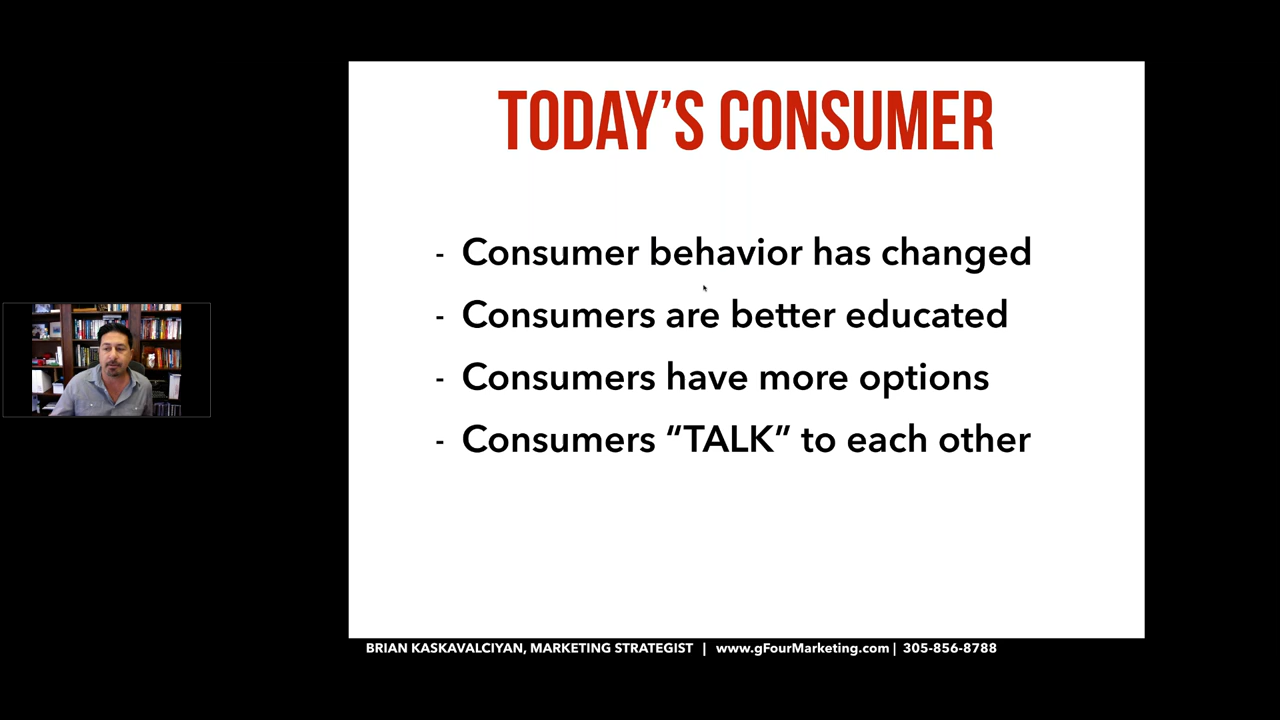 TODAY’S CONSUMER
- Consumer behavior has changed
- Consumers are better educated
- Consumers have more options
- Consumers “TALK” to each other
BRIAN KASKAVALCIYAN, MARKETING STRATEGIST | www.gFourMarketing.com | 305-856-8788